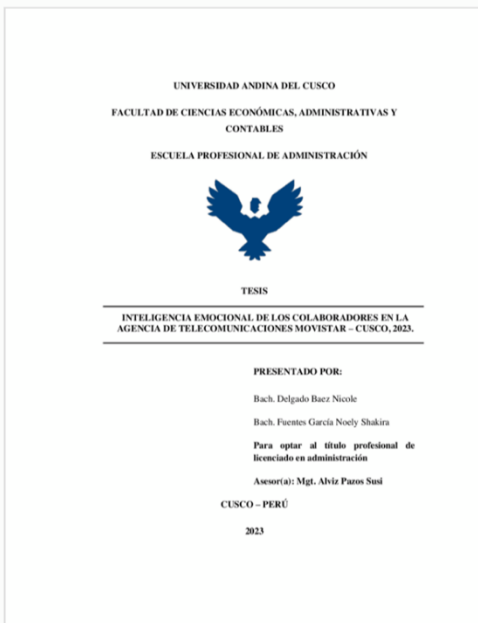 UNIVERSIDAD ANDINA DEL CUSCO
FACULTAD DE CIENCIAS ECONÓMICAS, ADMINISTRATIVAS Y
CONTABLES
ESCUELA PROFESIONAL DE ADMINISTRACIÓN
TESIS
INTELIGENCIA EMOCIONAL DE LOS COLABORADORES EN LA
AGENCIA DE TELECOMUNICACIONES MOVISTAR – CUSCO, 2023.
PRESENTADO POR:
Bach. Delgado Baez Nicole
Bach. Fuentes García Noely Shakira
Para optar al título profesional de
licenciado en administración
Asesor(a): Mgt. Alviz Pazos Susi
CUSCO – PERÚ
2023